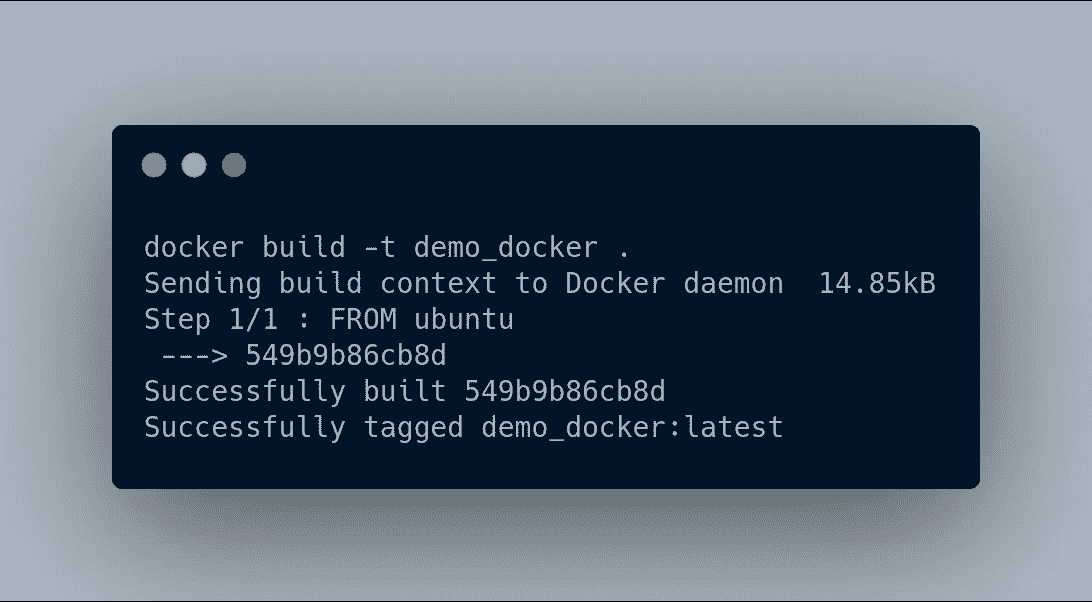 docker build -t demo_docker .
Sending build context to Docker daemon  14.85kB
Step 1/1 : FROM ubuntu
 ---> 549b9b86cb8d
Successfully built 549b9b86cb8d
Successfully tagged demo_docker:latest